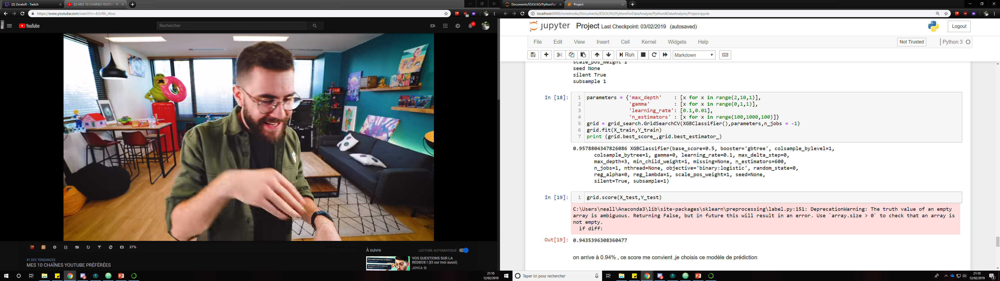 (2) ZeratoR - Twitch
(2) MES 10 CHAÎNES YOUTU
https://www.youtube.com/watch?v=4J2rRh_Atuo
YouTube
Rechercher
2
27%
#1 DES TENDANCES
MES 10 CHAÎNES YOUTUBE PRÉFÉRÉES
À suivre
LECTURE AUTOMATIQUE
VOS QUESTIONS SUR LA
REDBOX ! (Et sur moi aussi)
JOYCA
21:10
12/02/2019
Documents/ESILV/A5/PythonFor
Project
localhost:8888/notebooks/Documents/ESILV/A5/PythonForDataAnalyse/Python4DataAnalysis/Project.ipynb
jupyter Project Last Checkpoint: 03/02/2019 (autosaved)
Logout
File Edit View Insert Cell Kernel Widgets Help
Not Trusted
Python 3
Run
Markdown
scale_pos_weight 1
seed None
silent True
subsample 1
In [18]:
1 parameters = {'max_depth' : [x for x in range(2,10,1)],
2 'gamma' : [x for x in range(0,1,1)],
3 'learning_rate': [0.1,0.01],
4 'n_estimators' : [x for x in range(100,1000,100)]}
5 grid = grid_search.GridSearchCV(XGBClassifier(),parameters,n_jobs = -1)
6 grid.fit(X_train,Y_train)
7 print (grid.best_score_,grid.best_estimator_)
0.9578804347826086 XGBClassifier(base_score=0.5, booster='gbtree', colsample_bylevel=1,
colsample_bytree=1, gamma=0, learning_rate=0.1, max_delta_step=0,
max_depth=3, min_child_weight=1, missing=None, n_estimators=600,
n_jobs=1, nthread=None, objective='binary:logistic', random_state=0,
reg_alpha=0, reg_lambda=1, scale_pos_weight=1, seed=None,
silent=True, subsample=1)
In [19]:
1 grid.score(X_test,Y_test)
C:\Users\neall\Anaconda3\lib\site-packages\sklearn\preprocessing\label.py:151: DeprecationWarning: The truth value of an empty
array is ambiguous. Returning False, but in future this will result in an error. Use `array.size > 0` to check that an array is
not empty.
if diff:
Out[19]: 0.9435396308360477
on arrive à 0.94% , ce score me convient ,je choisis ce modèle de prédiction
Taper ici pour rechercher
21:10
12/02/2019